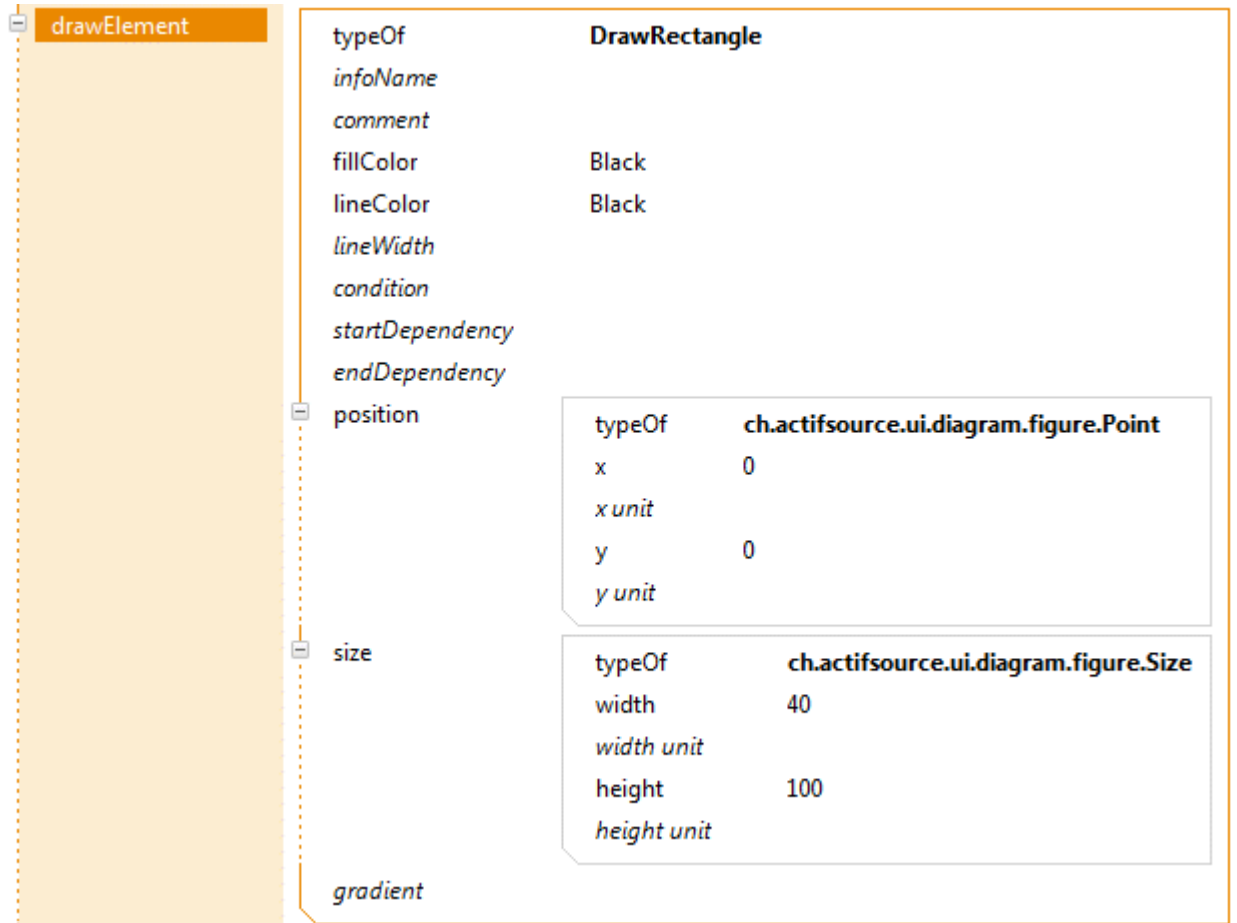 drawElement
typeOf DrawRectangle
infoName
comment
fillColor Black
lineColor Black
lineWidth
condition
startDependency
endDependency
position
typeOf ch.actifsource.ui.diagram.figure.Point
x 0
x unit
y 0
y unit
size
typeOf ch.actifsource.ui.diagram.figure.Size
width 40
width unit
height 100
height unit
gradient